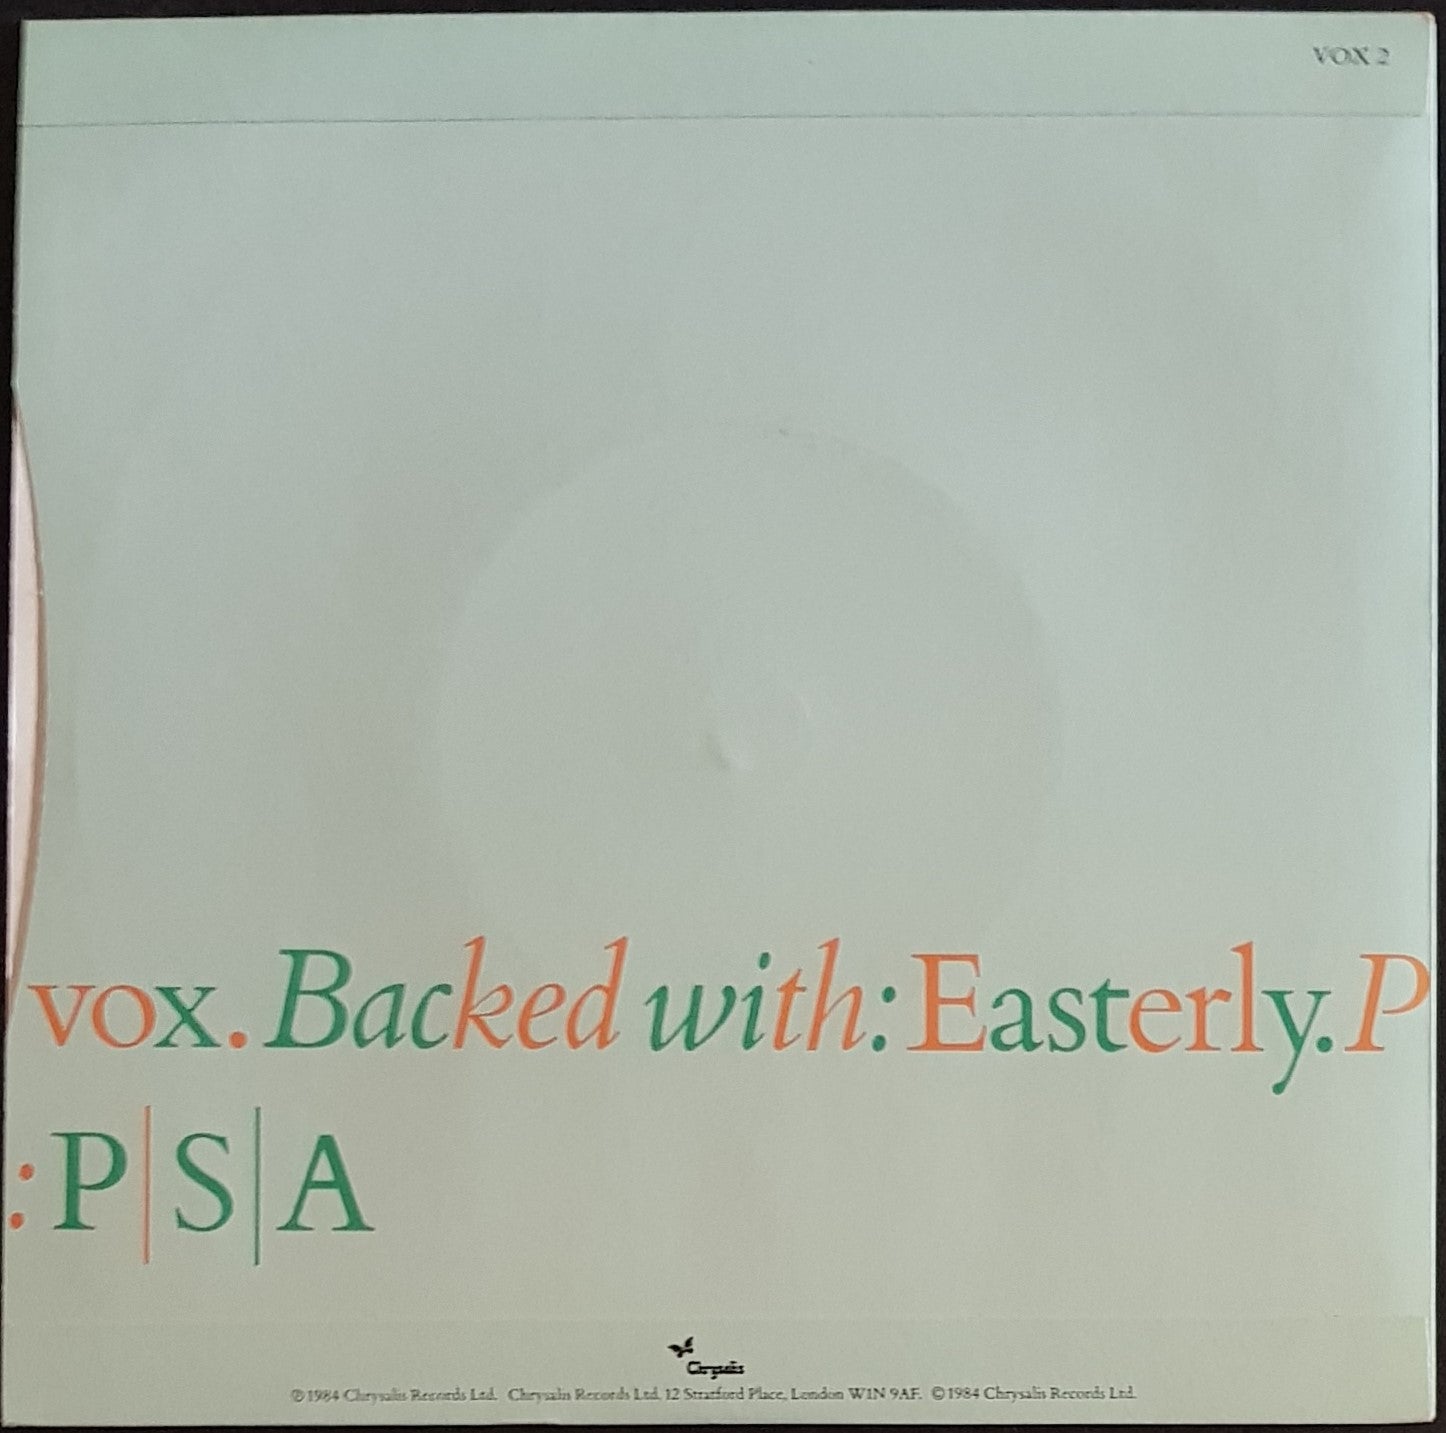 VOX 2
vox. Backed with: Easterly. P
: P|S|A
Chrysalis
℗ 1984 Chrysalis Records Ltd. Chrysalis Records Ltd, 12 Stratford Place, London W1N 9AF. © 1984 Chrysalis Records Ltd.